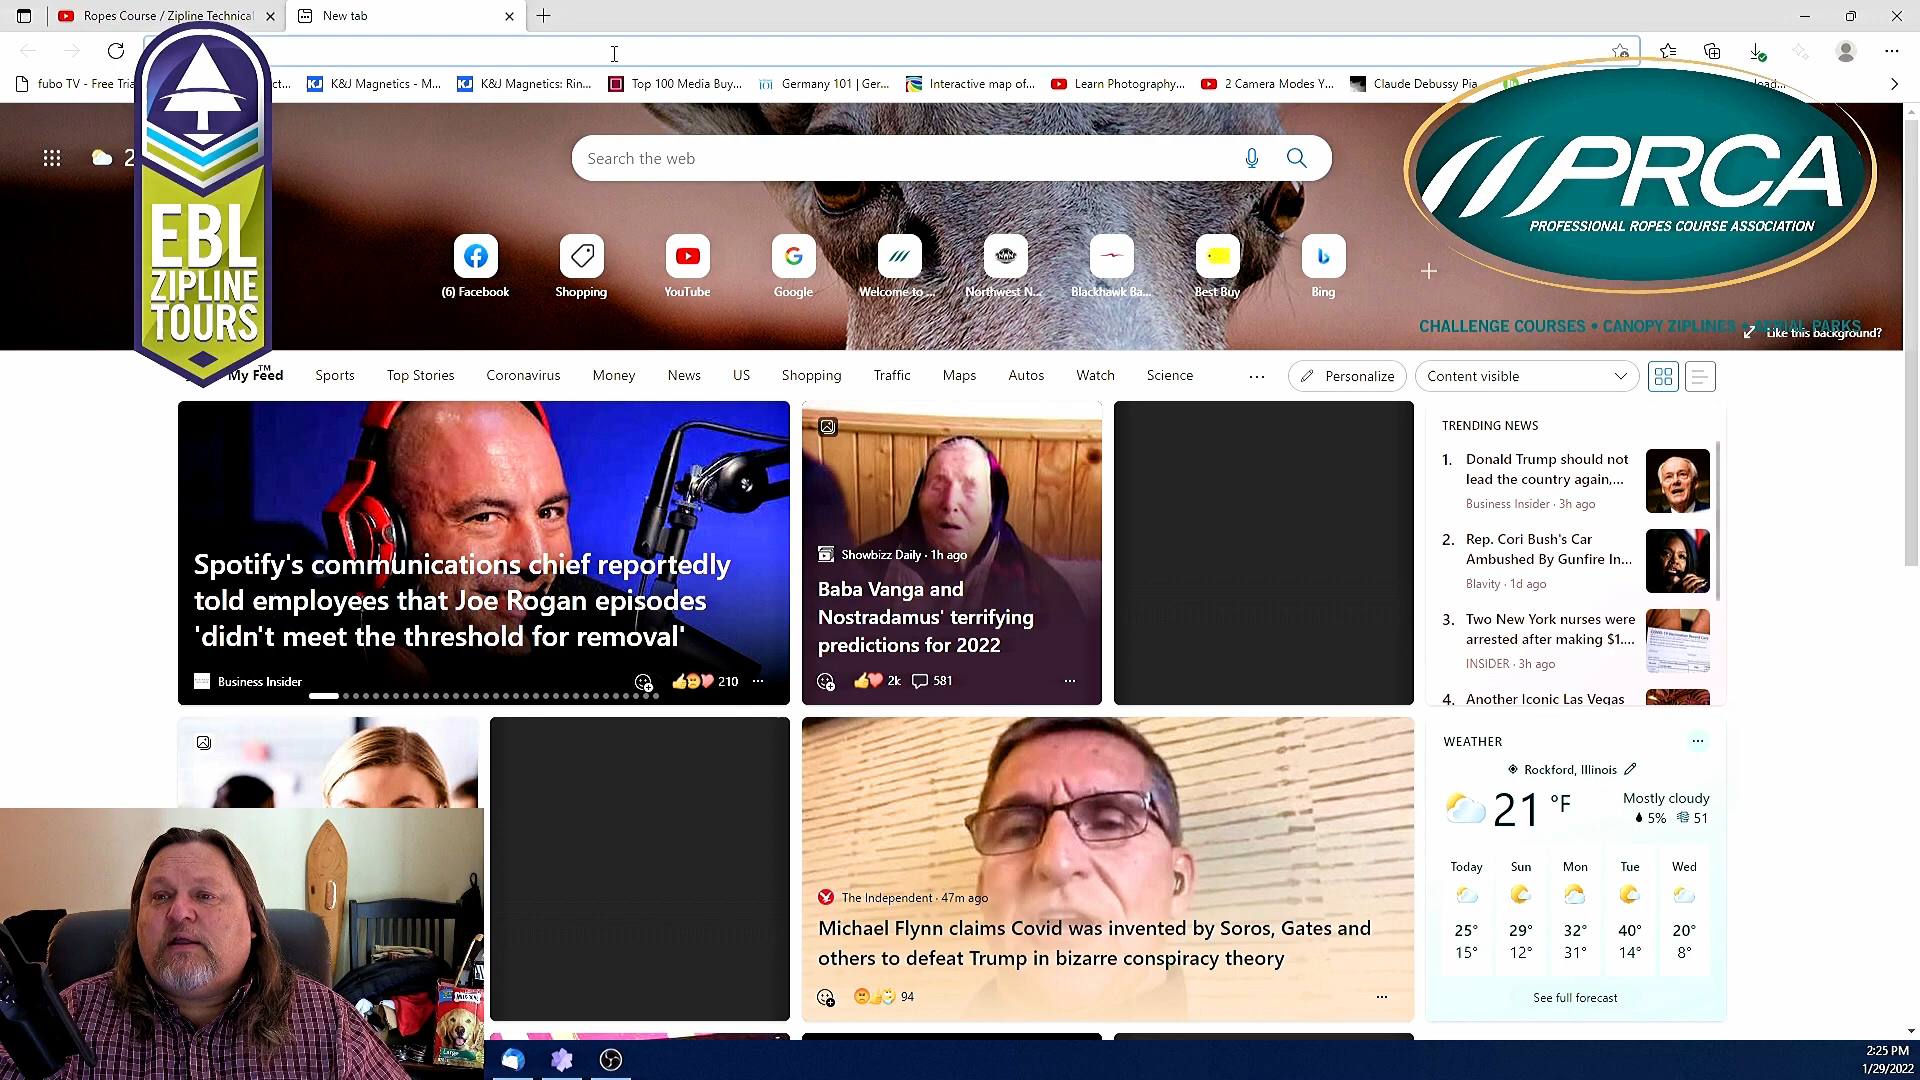 Ropes Course / Zipline Technical
New tab
fubo TV - Free Tria
ct...
K&J Magnetics - M...
K&J Magnetics: Rin...
Top 100 Media Buy...
Germany 101 | Ger...
Interactive map of...
Learn Photography...
2 Camera Modes Y...
Claude Debussy Pia
oad...
2
Search the web
EBL
ZIPLINE
TOURS
TM
PRCA
PROFESSIONAL ROPES COURSE ASSOCIATION
CHALLENGE COURSES • CANOPY ZIPLINES • AERIAL PARKS
Like this background?
(6) Facebook
Shopping
YouTube
Google
Welcome to ...
Northwest N...
Blackhawk Ba...
Best Buy
Bing
My Feed
Sports
Top Stories
Coronavirus
Money
News
US
Shopping
Traffic
Maps
Autos
Watch
Science
Personalize
Content visible
Spotify's communications chief reportedly
told employees that Joe Rogan episodes
'didn't meet the threshold for removal'
Business Insider
210
Showbizz Daily · 1h ago
Baba Vanga and
Nostradamus' terrifying
predictions for 2022
2k
581
TRENDING NEWS
1. Donald Trump should not
lead the country again,...
Business Insider · 3h ago
2. Rep. Cori Bush's Car
Ambushed By Gunfire In...
Blavity · 1d ago
3. Two New York nurses were
arrested after making $1....
INSIDER · 3h ago
4. Another Iconic Las Vegas
The Independent · 47m ago
Michael Flynn claims Covid was invented by Soros, Gates and
others to defeat Trump in bizarre conspiracy theory
94
WEATHER
Rockford, Illinois
21 °F
Mostly cloudy
5% 51
Today Sun Mon Tue Wed
25° 29° 32° 40° 20°
15° 12° 31° 14° 8°
See full forecast
Large
2:25 PM
1/29/2022